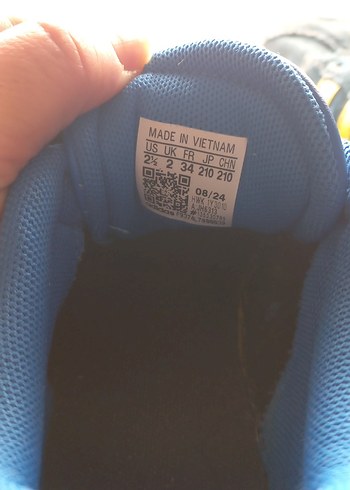 MADE IN VIETNAM
US UK FR JP CHN
2½ 2 34 210 210
08/24